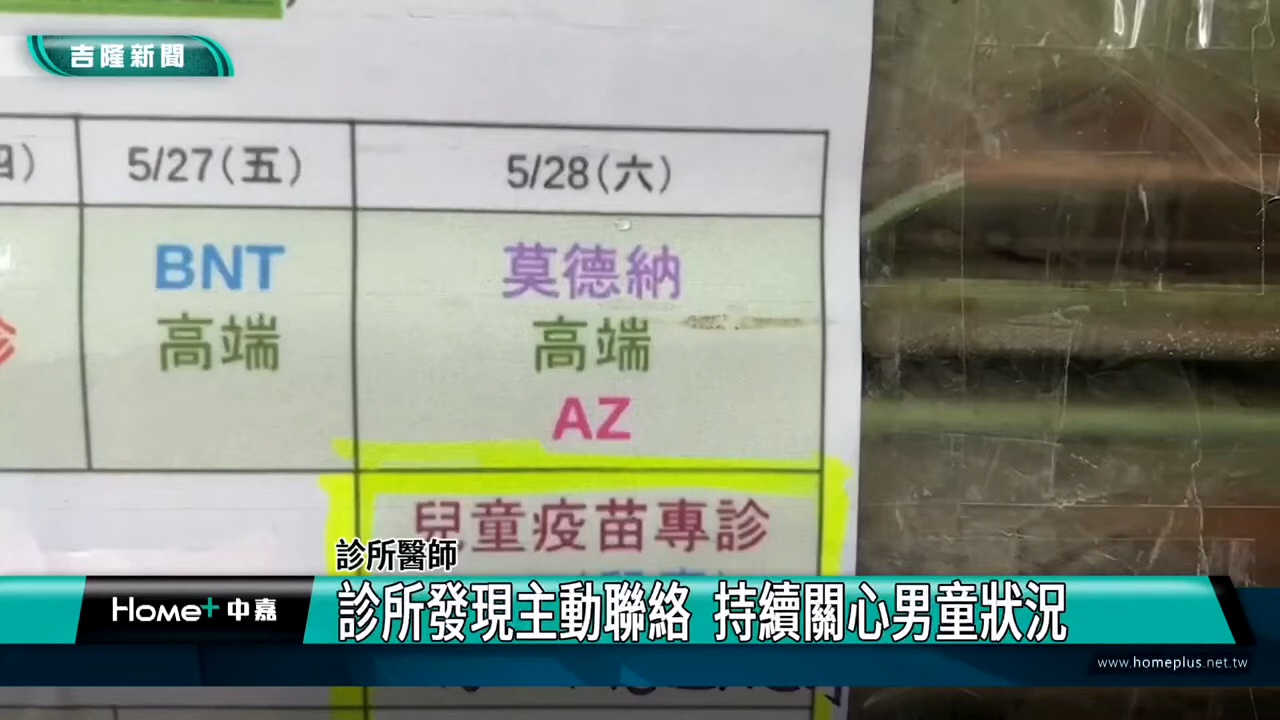 吉隆新聞
5/27(五)
5/28(六)
BNT
莫德納
高端
高端
AZ
兒童疫苗專診
診所醫師
Home+中嘉
診所發現主動聯絡 持續關心男童狀況
www.homeplus.net.tw